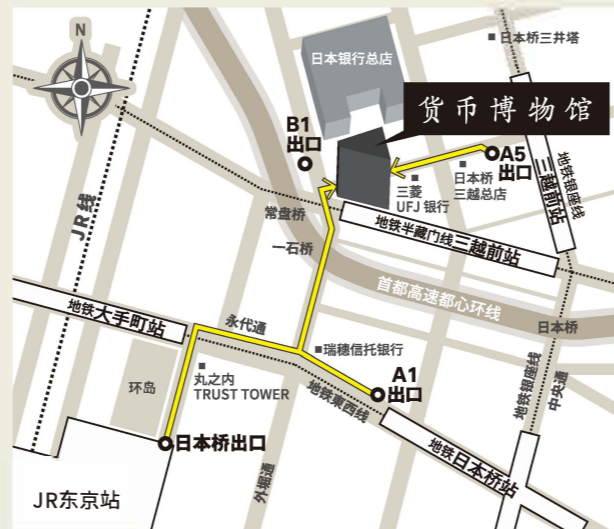 N
日本银行总店
日本桥三井塔
货币博物馆
B1
出口
A5
出口
三菱
UFJ 银行
日本桥
三越总店
地铁银座线
三越前站
JR线
常盘桥
一石桥
地铁半藏门线三越前站
首都高速都心环线
地铁大手町站
永代通
瑞穗信托银行
日本桥
环岛
丸之内
TRUST TOWER
地铁東西线
A1
出口
地铁银座线
中央通
日本桥出口
地铁日本桥站
外堀通
JR东京站